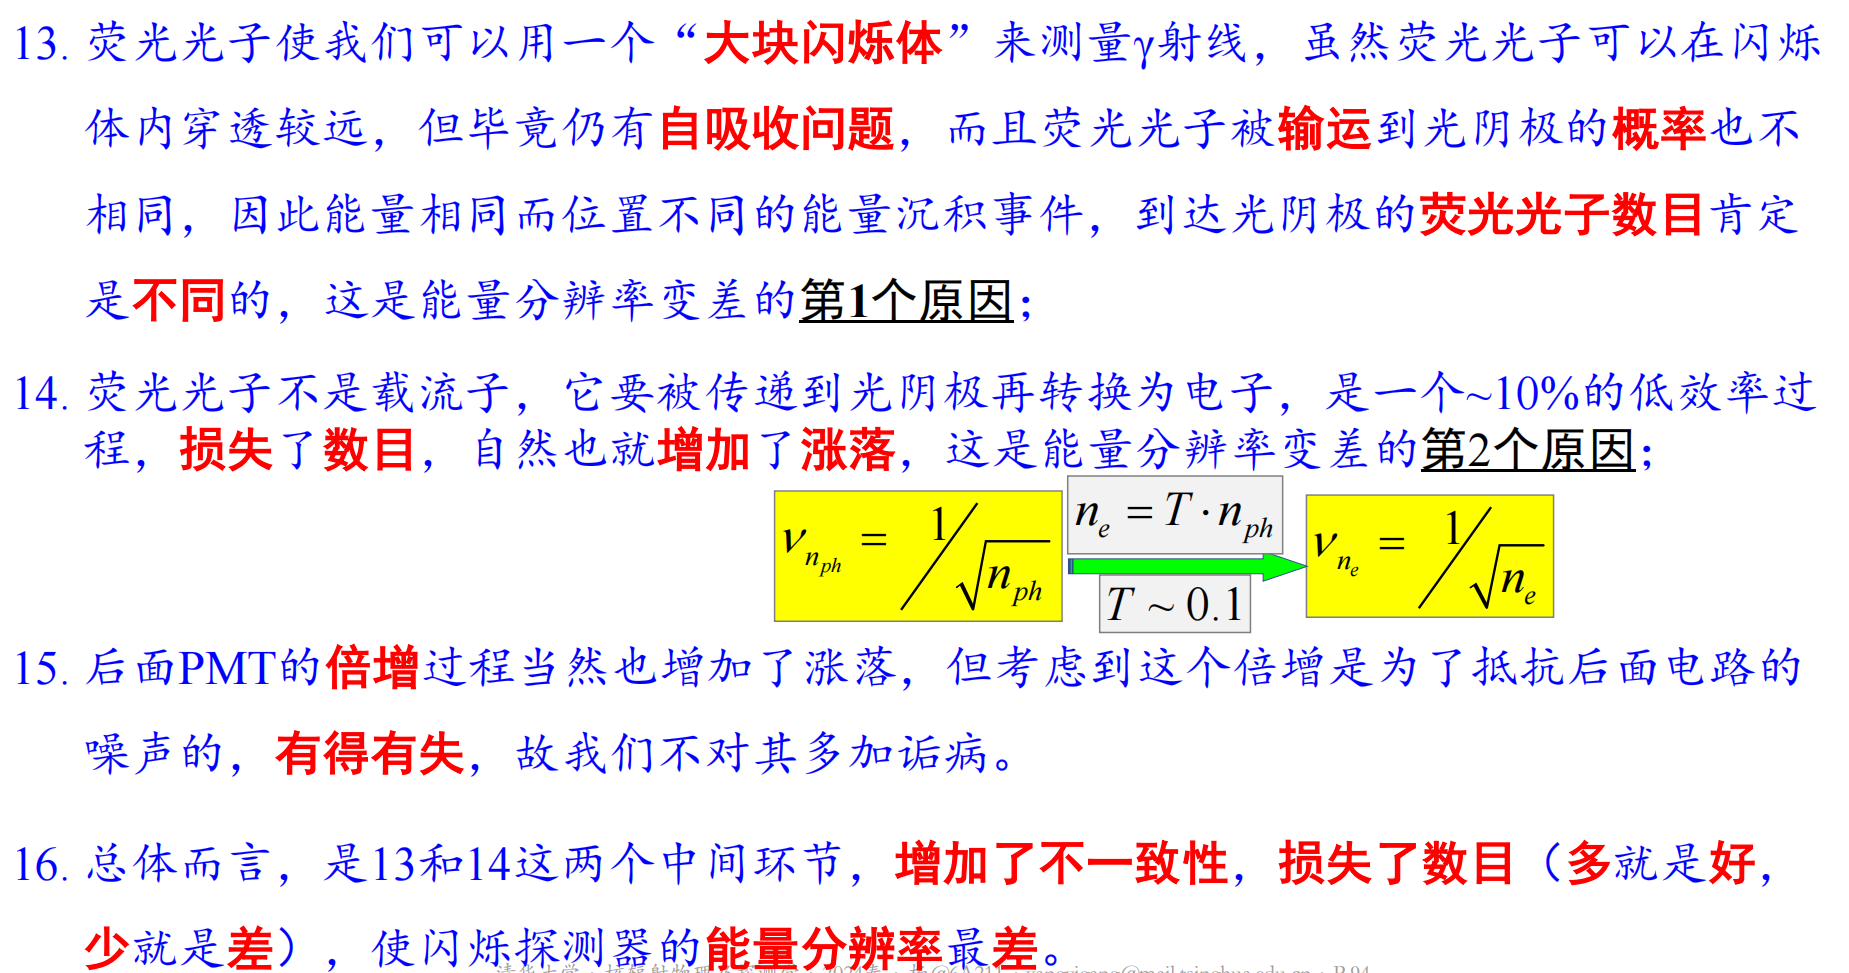 13. 荧光光子使我们可以用一个“大块闪烁体”来测量γ射线，虽然荧光光子可以在闪烁
体内穿透较远，但毕竟仍有自吸收问题，而且荧光光子被输运到光阴极的概率也不
相同，因此能量相同而位置不同的能量沉积事件，到达光阴极的荧光光子数目肯定
是不同的，这是能量分辨率变差的第1个原因；
14. 荧光光子不是载流子，它要被传递到光阴极再转换为电子，是一个~10%的低效率过
程，损失了数目，自然也就增加了涨落，这是能量分辨率变差的第2个原因；
ν_{n_{ph}} = 1/√n_{ph}
n_e = T · n_{ph}
T ~ 0.1
ν_{n_e} = 1/√n_e
15. 后面PMT的倍增过程当然也增加了涨落，但考虑到这个倍增是为了抵抗后面电路的
噪声的，有得有失，故我们不对其多加诟病。
16. 总体而言，是13和14这两个中间环节，增加了不一致性，损失了数目（多就是好，
少就是差），使闪烁探测器的能量分辨率最差。